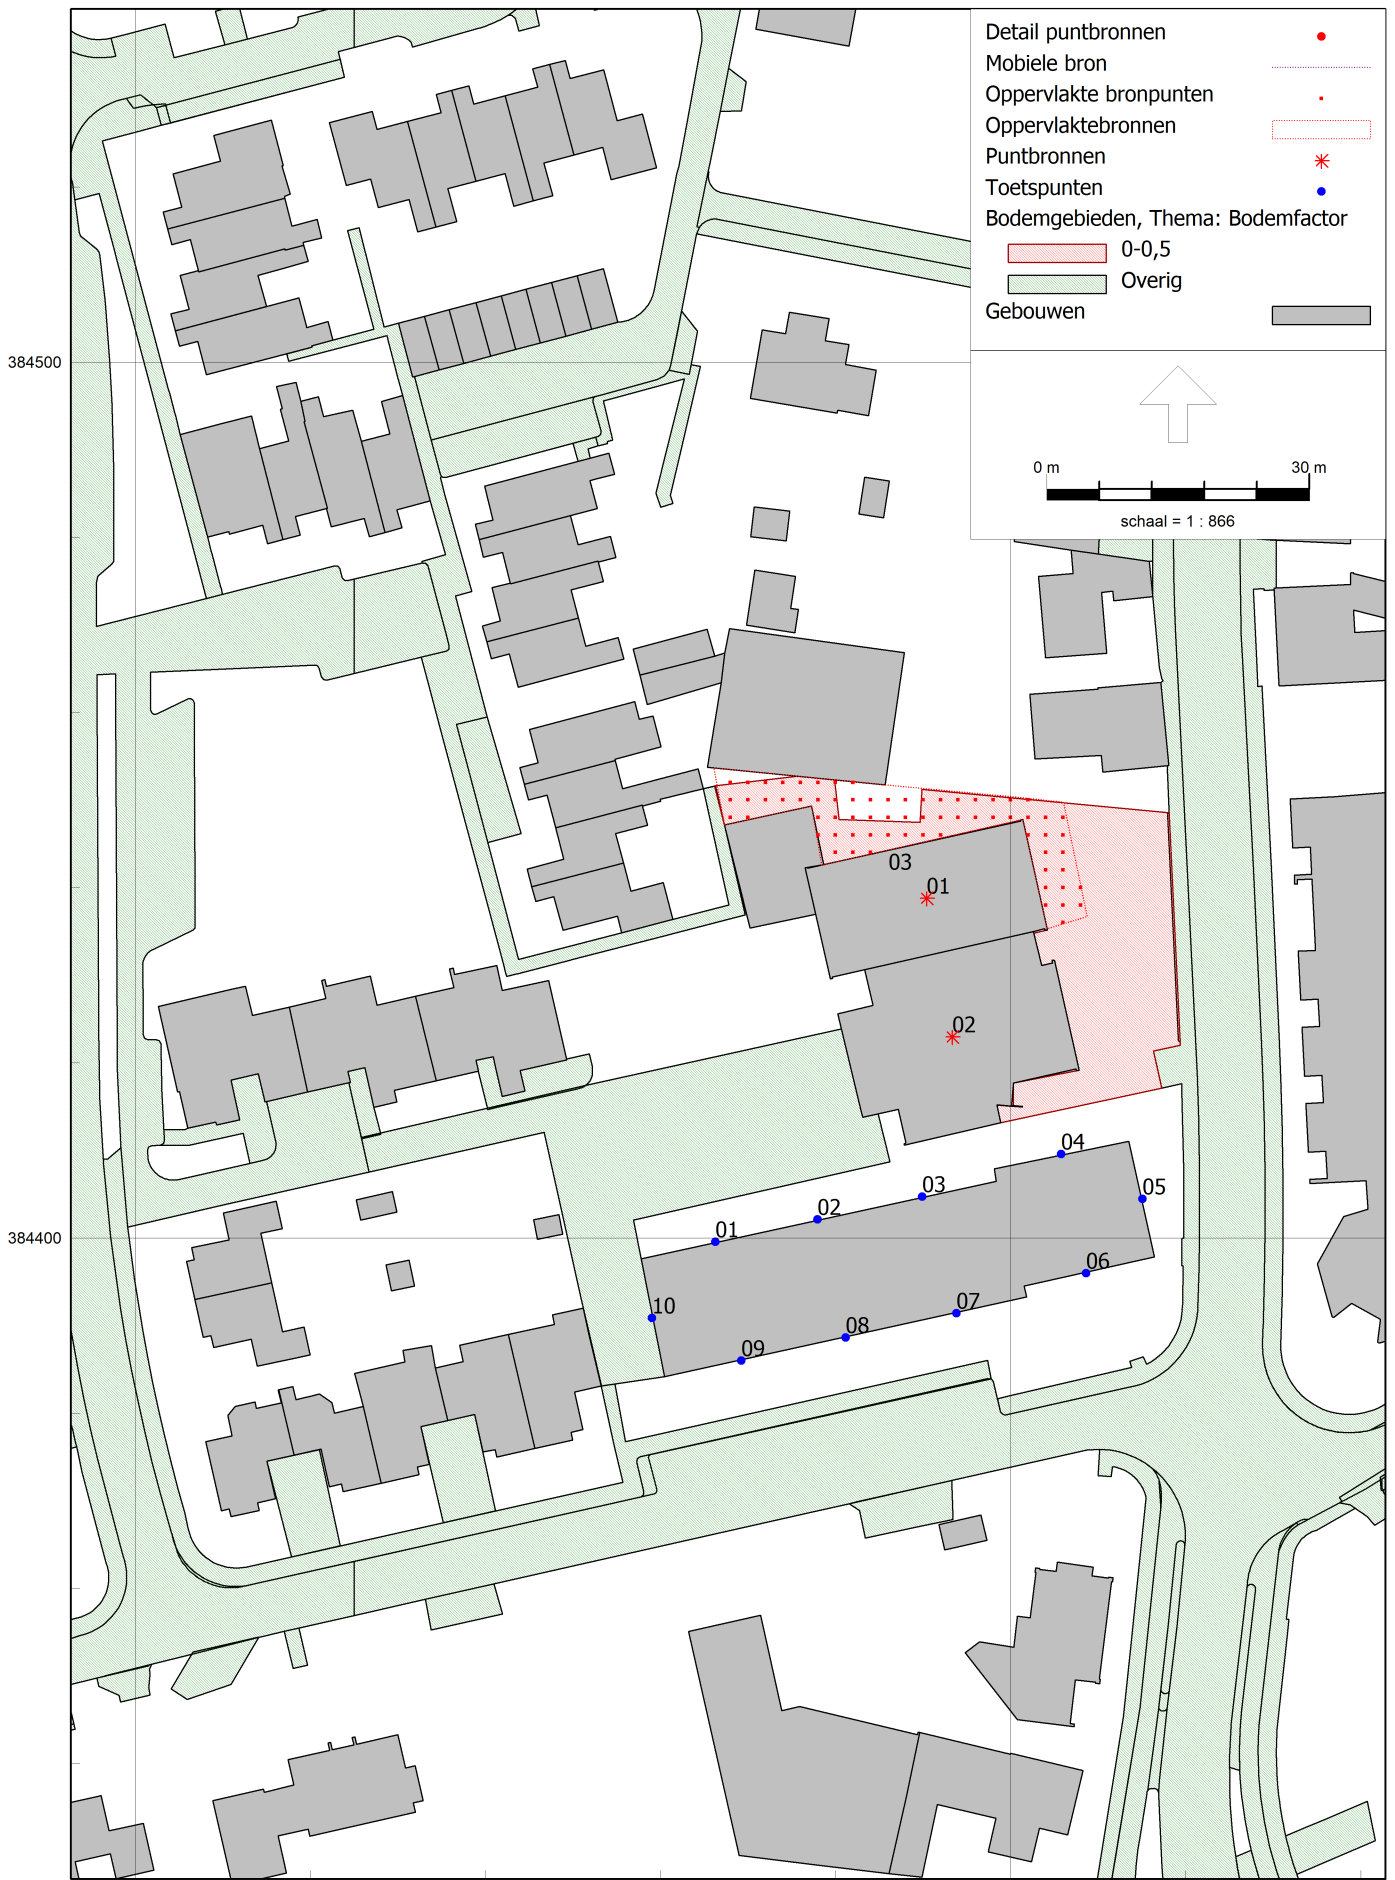 Detail puntbronnen
Mobiele bron
Oppervlakte bronpunten
Oppervlaktebronnen
Puntbronnen
Toetspunten
Bodemgebieden, Thema: Bodemfactor
0-0,5
Overig
Gebouwen
384500
0 m 30 m
schaal = 1 : 866
03
01
02
04
03
05
02
01
384400
06
07
10
08
09